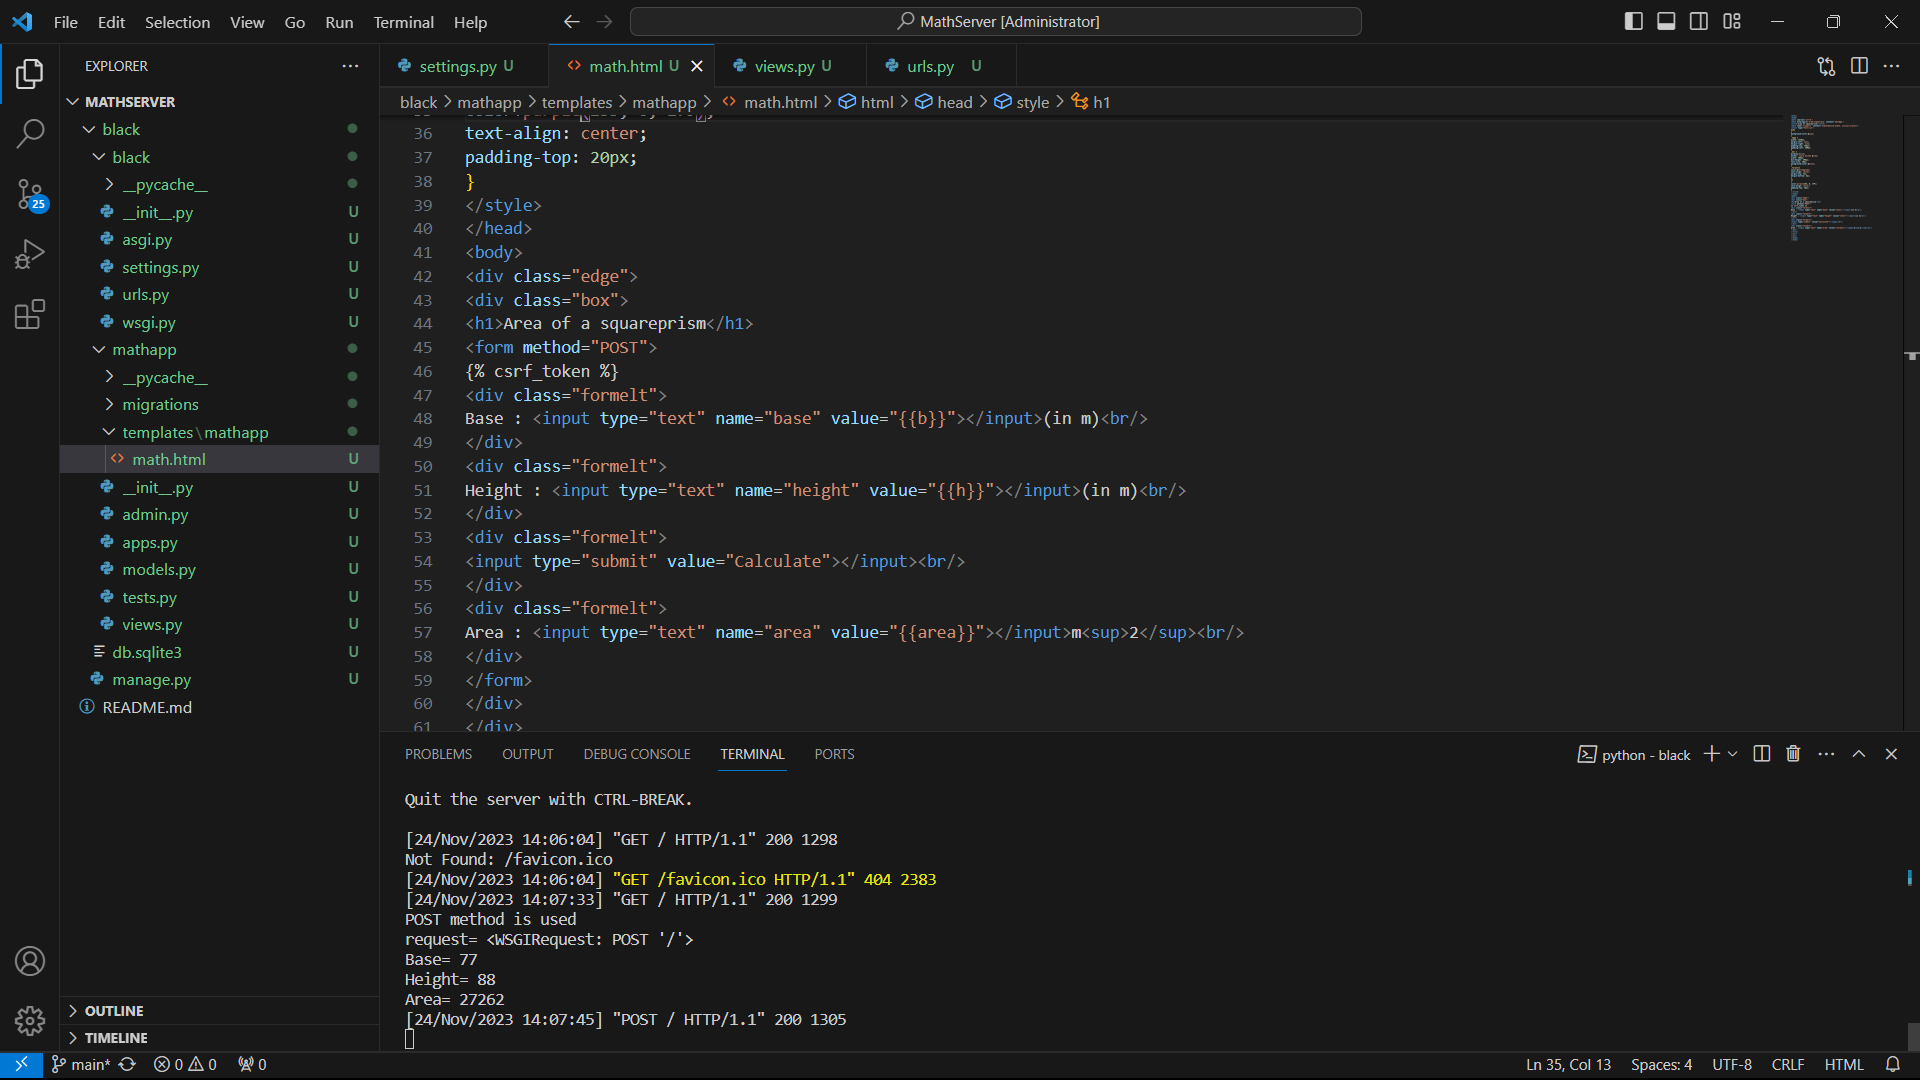 File Edit Selection View Go Run Terminal Help
MathServer [Administrator]
EXPLORER
MATHSERVER
black
black
__pycache__
__init__.py U
asgi.py U
settings.py U
urls.py U
wsgi.py U
mathapp
__pycache__
migrations
templates\mathapp
math.html U
__init__.py U
admin.py U
apps.py U
models.py U
tests.py U
views.py U
db.sqlite3 U
manage.py U
README.md
OUTLINE
TIMELINE
25
settings.py U
math.html U
views.py U
urls.py U
black > mathapp > templates > mathapp > math.html > html > head > style > h1
36 text-align: center;
37 padding-top: 20px;
38 }
39 </style>
40 </head>
41 <body>
42 <div class="edge">
43 <div class="box">
44 <h1>Area of a squareprism</h1>
45 <form method="POST">
46 {% csrf_token %}
47 <div class="formelt">
48 Base : <input type="text" name="base" value="{{b}}"></input>(in m)<br/>
49 </div>
50 <div class="formelt">
51 Height : <input type="text" name="height" value="{{h}}"></input>(in m)<br/>
52 </div>
53 <div class="formelt">
54 <input type="submit" value="Calculate"></input><br/>
55 </div>
56 <div class="formelt">
57 Area : <input type="text" name="area" value="{{area}}"></input>m<sup>2</sup><br/>
58 </div>
59 </form>
60 </div>
61 </div>
PROBLEMS OUTPUT DEBUG CONSOLE TERMINAL PORTS
python - black
Quit the server with CTRL-BREAK.
[24/Nov/2023 14:06:04] "GET / HTTP/1.1" 200 1298
Not Found: /favicon.ico
[24/Nov/2023 14:06:04] "GET /favicon.ico HTTP/1.1" 404 2383
[24/Nov/2023 14:07:33] "GET / HTTP/1.1" 200 1299
POST method is used
request= <WSGIRequest: POST '/'>
Base= 77
Height= 88
Area= 27262
[24/Nov/2023 14:07:45] "POST / HTTP/1.1" 200 1305
main* 0 0 0
Ln 35, Col 13 Spaces: 4 UTF-8 CRLF HTML